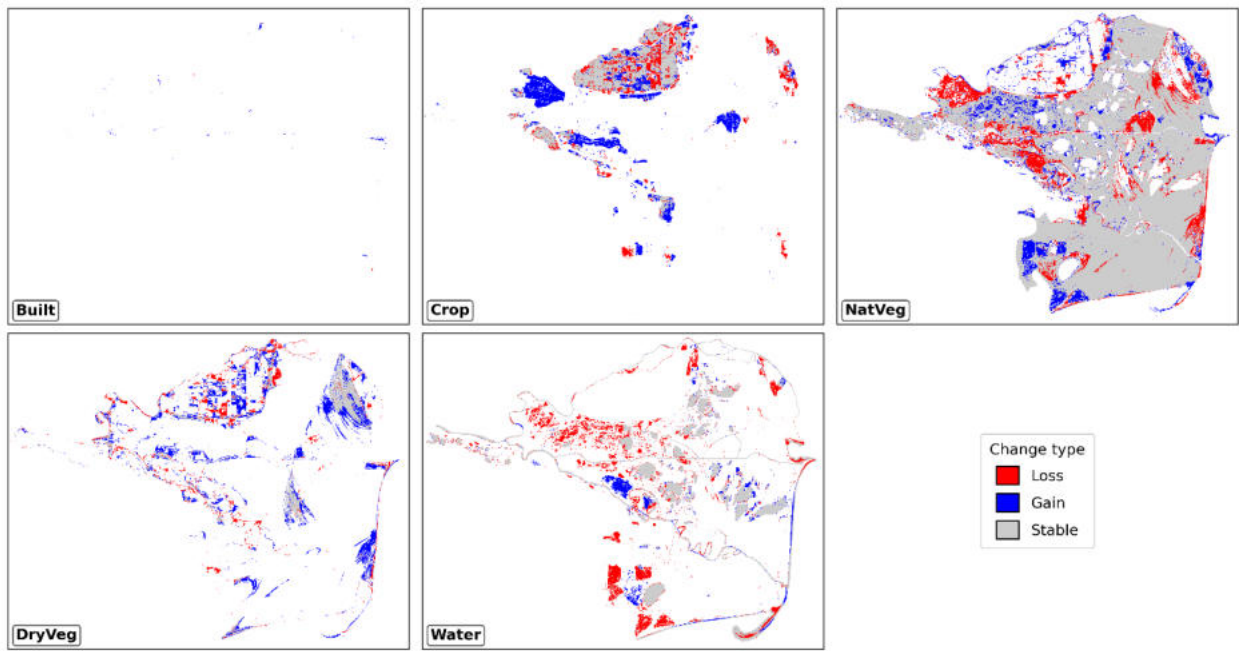 Built
Crop
NatVeg
DryVeg
Water
Change type
Loss
Gain
Stable